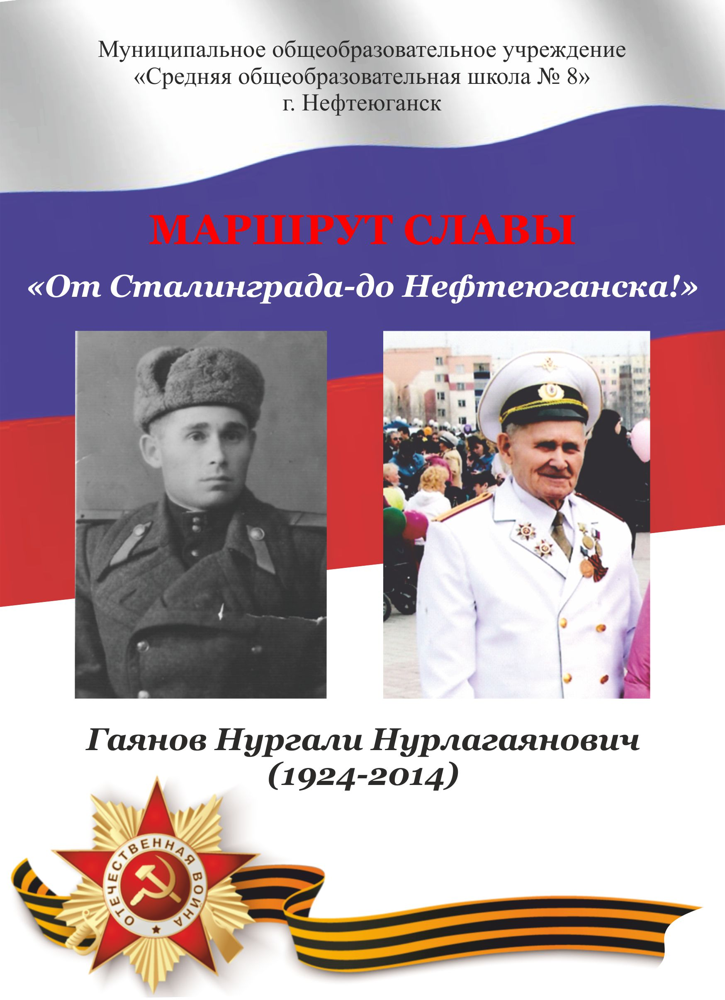 Муниципальное общеобразовательное учреждение
«Средняя общеобразовательная школа № 8»
г. Нефтеюганск
МАРШРУТ СЛАВЫ
«От Сталинграда-до Нефтеюганска!»
Гаянов Нургали Нурлагаянович
(1924-2014)
ОТЕЧЕСТВЕННАЯ ВОЙНА